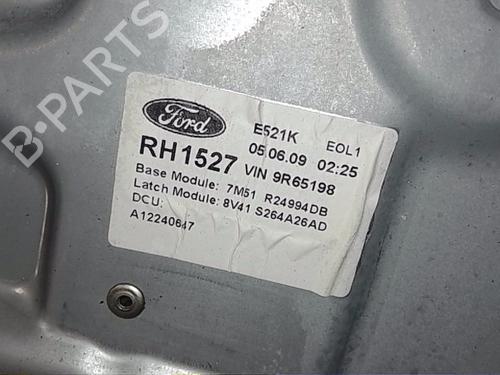 B-PARTS
Ford
E521K EOL1
RH1527
05.06.09 02:25
VIN 9R65198
Base Module: 7M51 R24994DB
Latch Module: 8V41 S264A26AD
DCU:
A12240647